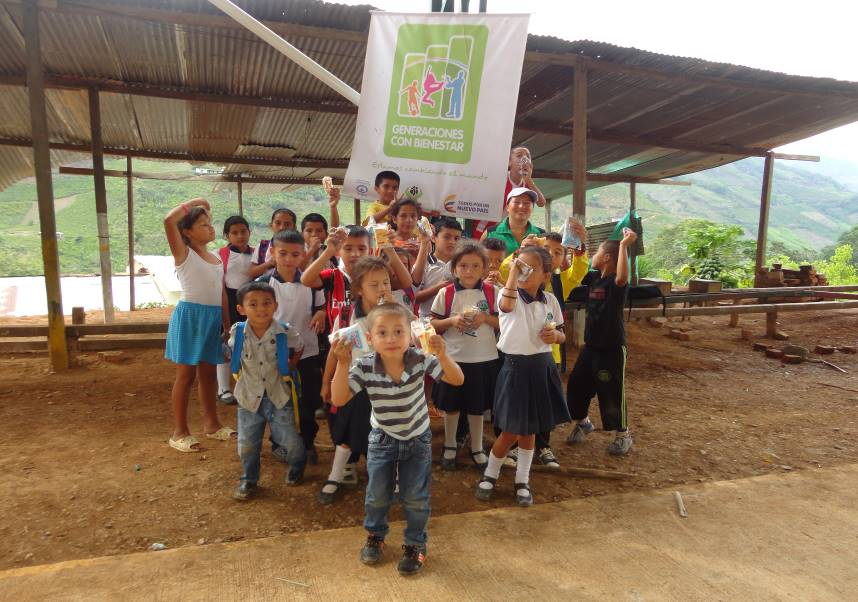 GENERACIONES
CON BIENESTAR
Estamos cambiando el mundo
TODOS POR UN
NUEVO PAÍS